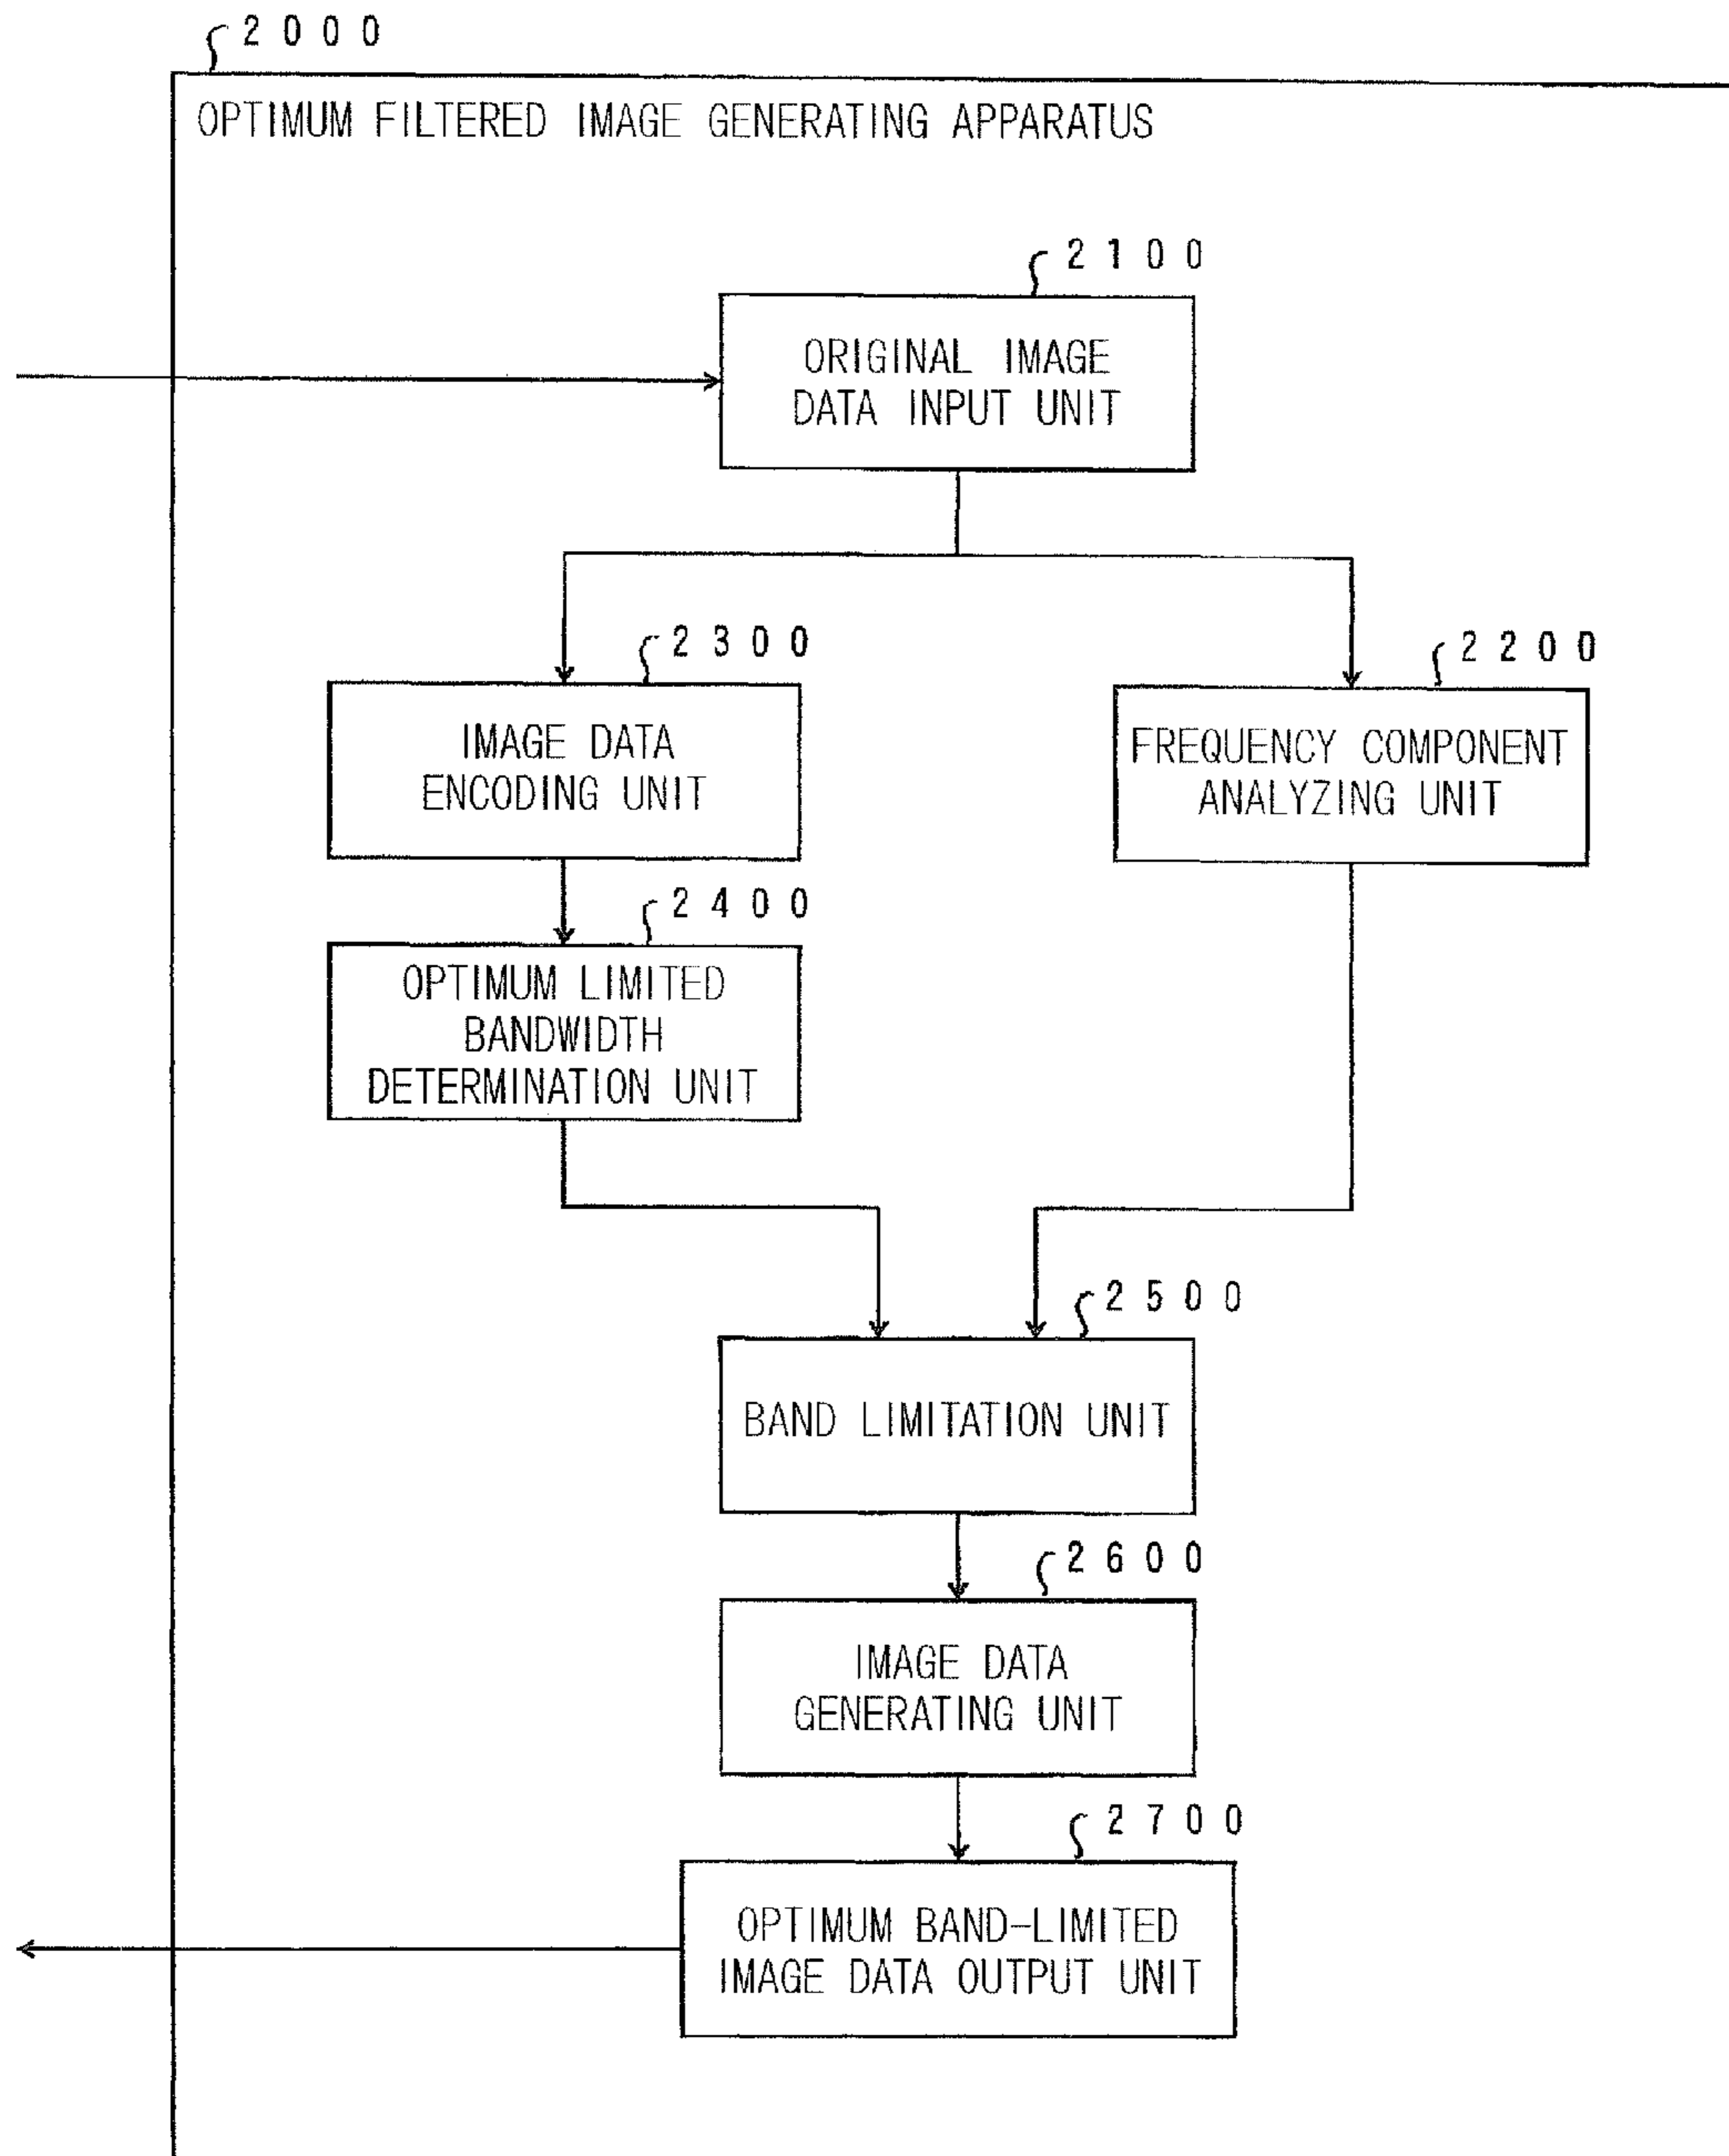 2000
OPTIMUM FILTERED IMAGE GENERATING APPARATUS
2100
ORIGINAL IMAGE
DATA INPUT UNIT
2300
IMAGE DATA
ENCODING UNIT
2200
FREQUENCY COMPONENT
ANALYZING UNIT
2400
OPTIMUM LIMITED
BANDWIDTH
DETERMINATION UNIT
2500
BAND LIMITATION UNIT
2600
IMAGE DATA
GENERATING UNIT
2700
OPTIMUM BAND-LIMITED
IMAGE DATA OUTPUT UNIT